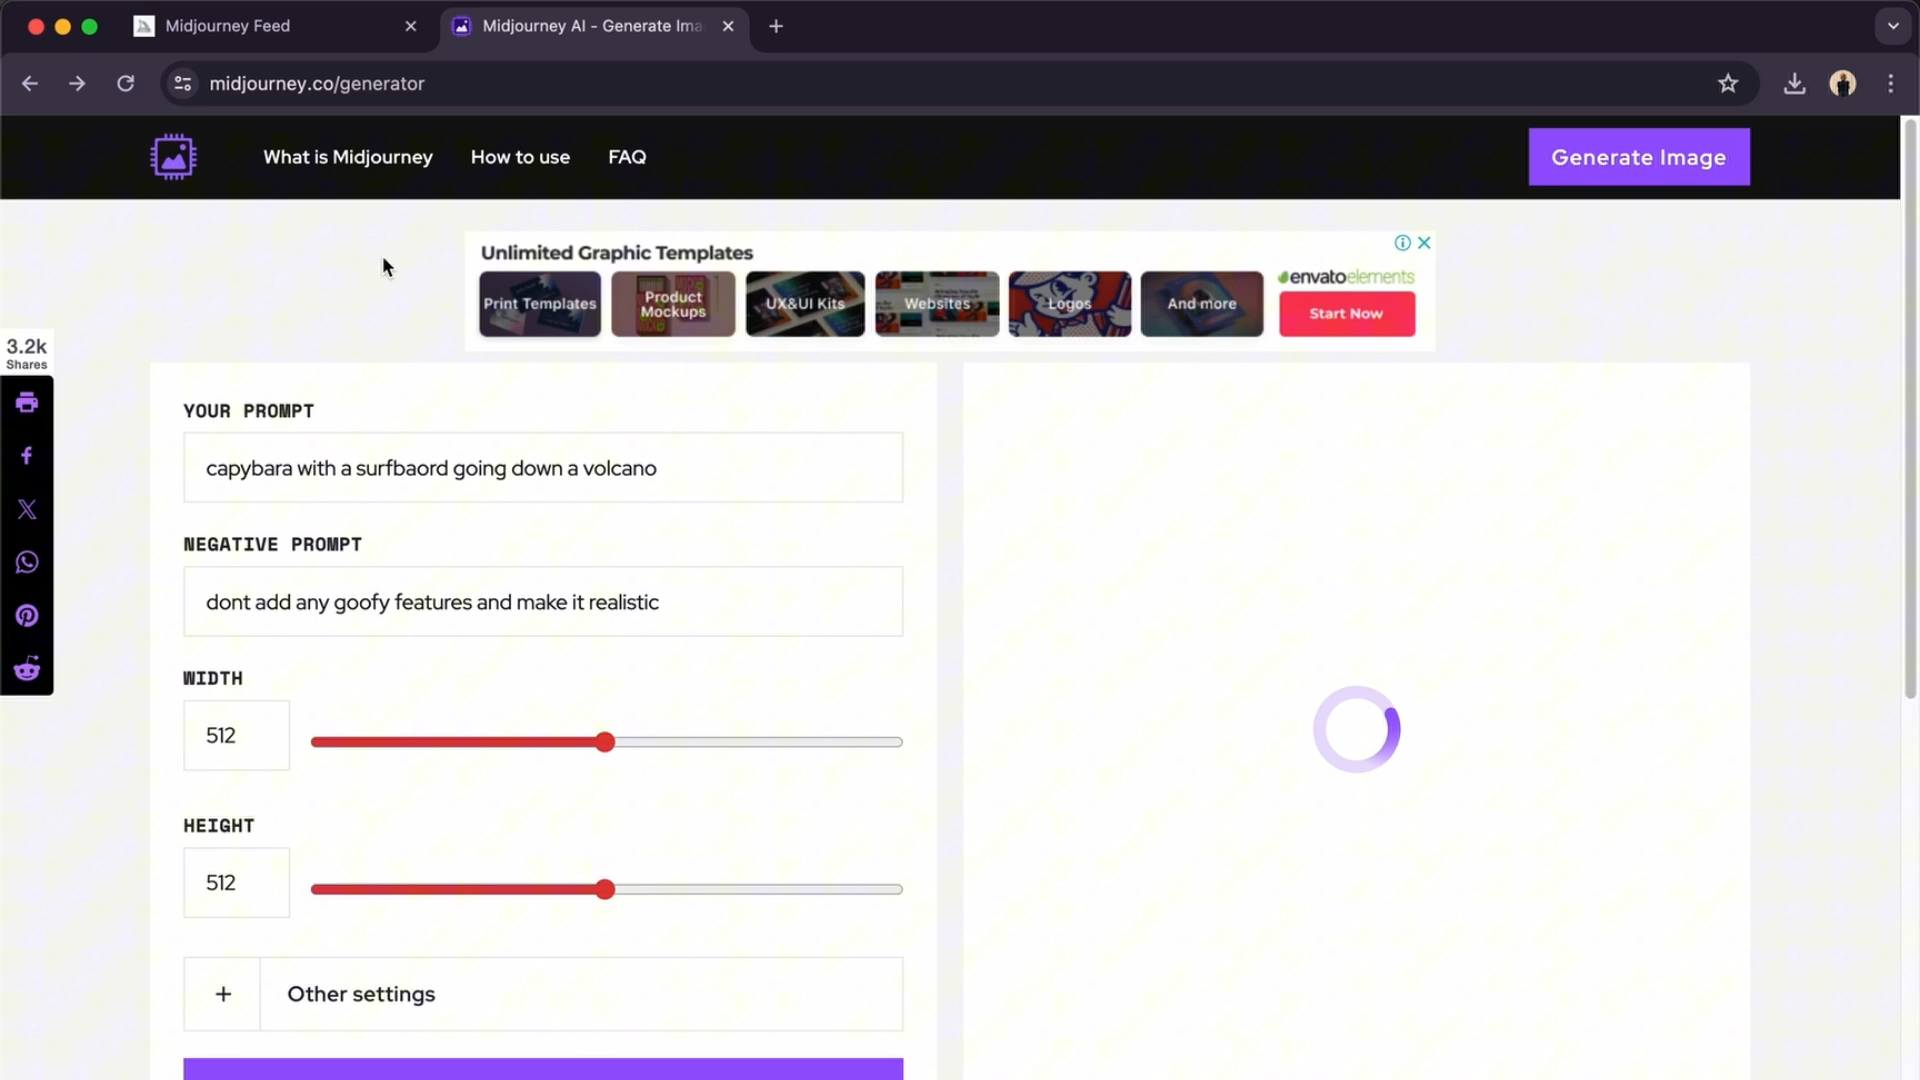 Midjourney Feed
Midjourney AI - Generate Ima
midjourney.co/generator
What is Midjourney
How to use
FAQ
Generate Image
Unlimited Graphic Templates
Print Templates
Product
Mockups
UX&UI Kits
Websites
Logos
And more
envatoelements
Start Now
3.2k
Shares
YOUR PROMPT
capybara with a surfbaord going down a volcano
NEGATIVE PROMPT
dont add any goofy features and make it realistic
WIDTH
512
HEIGHT
512
+
Other settings